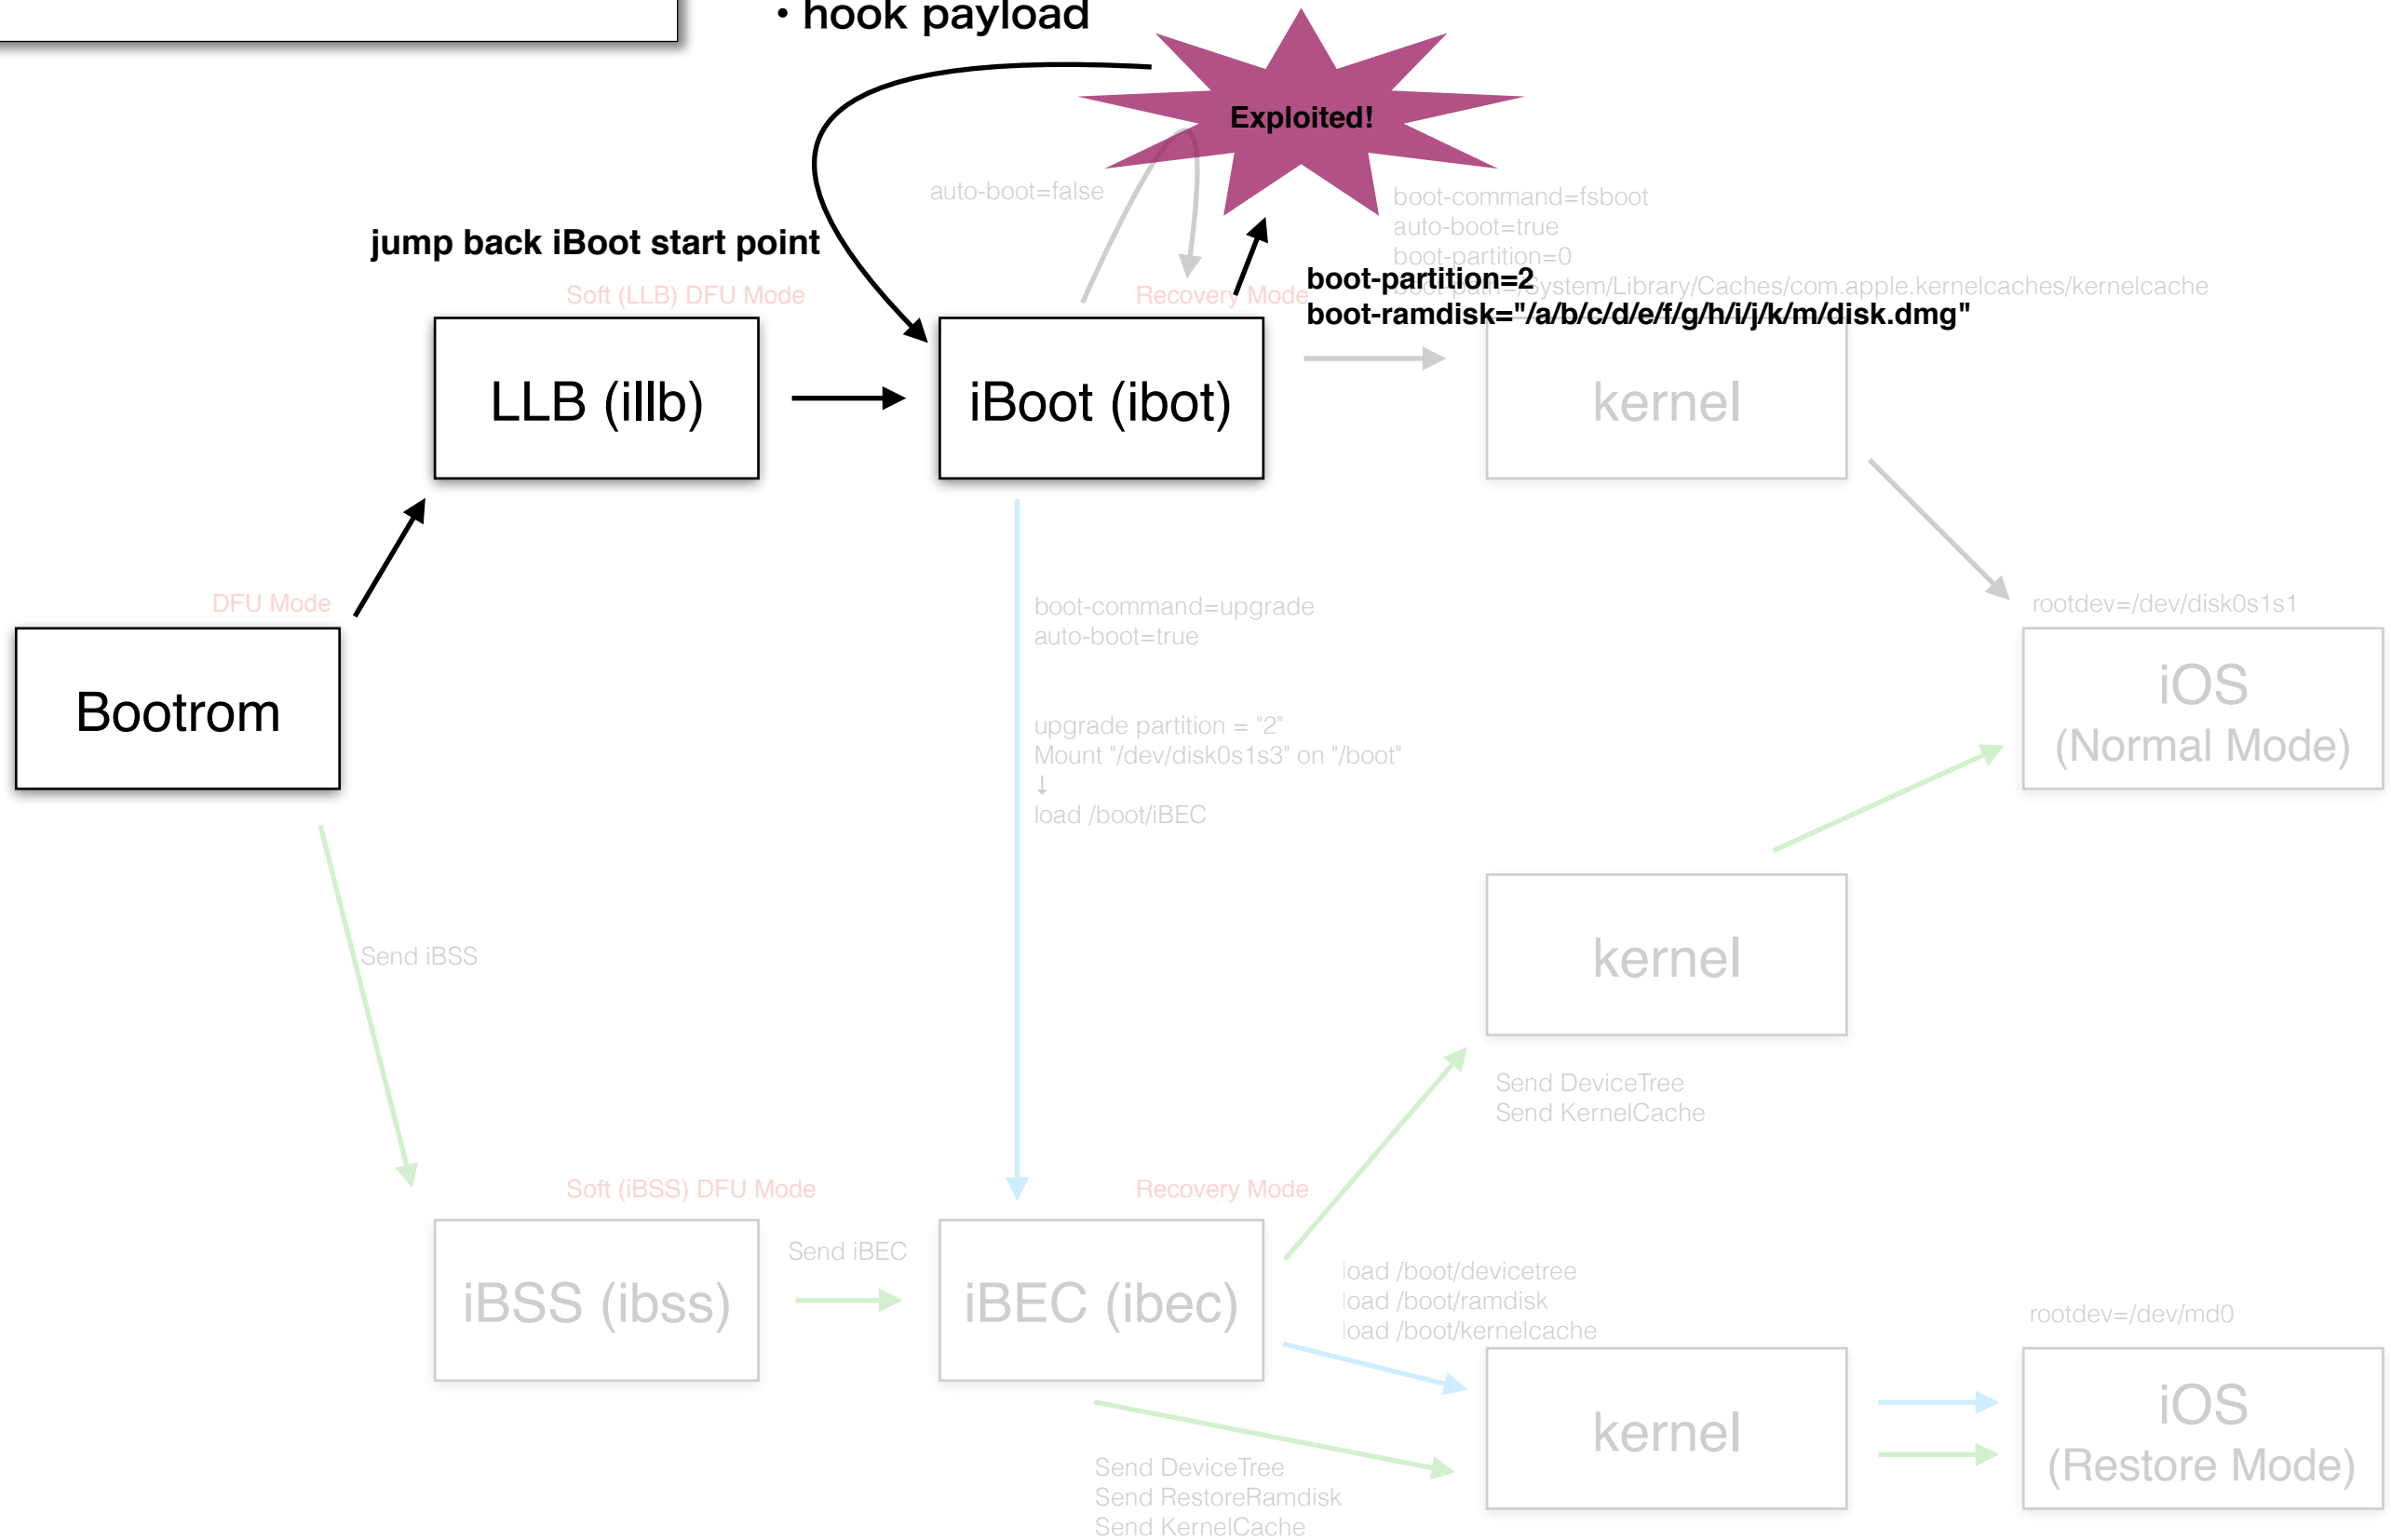 • hook payload
Exploited!
auto-boot=false
boot-command=fsboot
auto-boot=true
boot-partition=0
boot-path=/System/Library/Caches/com.apple.kernelcaches/kernelcache
jump back iBoot start point
boot-partition=2
boot-ramdisk="/a/b/c/d/e/f/g/h/i/j/k/m/disk.dmg"
Soft (LLB) DFU Mode
Recovery Mode
LLB (illb)
iBoot (ibot)
kernel
DFU Mode
Bootrom
boot-command=upgrade
auto-boot=true
upgrade partition = "2"
Mount "/dev/disk0s1s3" on "/boot"
↓
load /boot/iBEC
rootdev=/dev/disk0s1s1
iOS
(Normal Mode)
Send iBSS
kernel
Send DeviceTree
Send KernelCache
Soft (iBSS) DFU Mode
Recovery Mode
iBSS (ibss)
Send iBEC
iBEC (ibec)
load /boot/devicetree
load /boot/ramdisk
load /boot/kernelcache
rootdev=/dev/md0
kernel
iOS
(Restore Mode)
Send DeviceTree
Send RestoreRamdisk
Send KernelCache